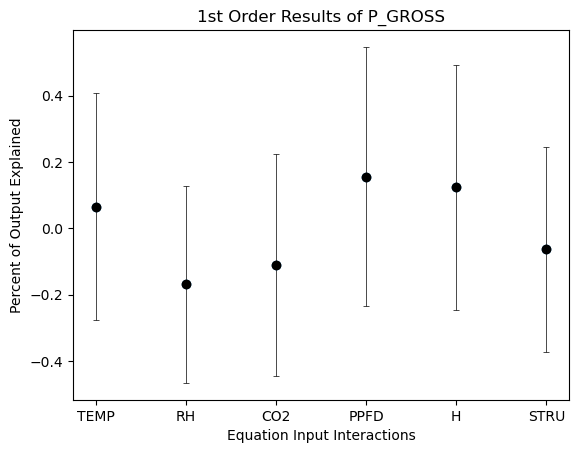 1st Order Results of P_GROSS
Percent of Output Explained
0.4
0.2
0.0
−0.2
−0.4
TEMP RH CO2 PPFD H STRU
Equation Input Interactions